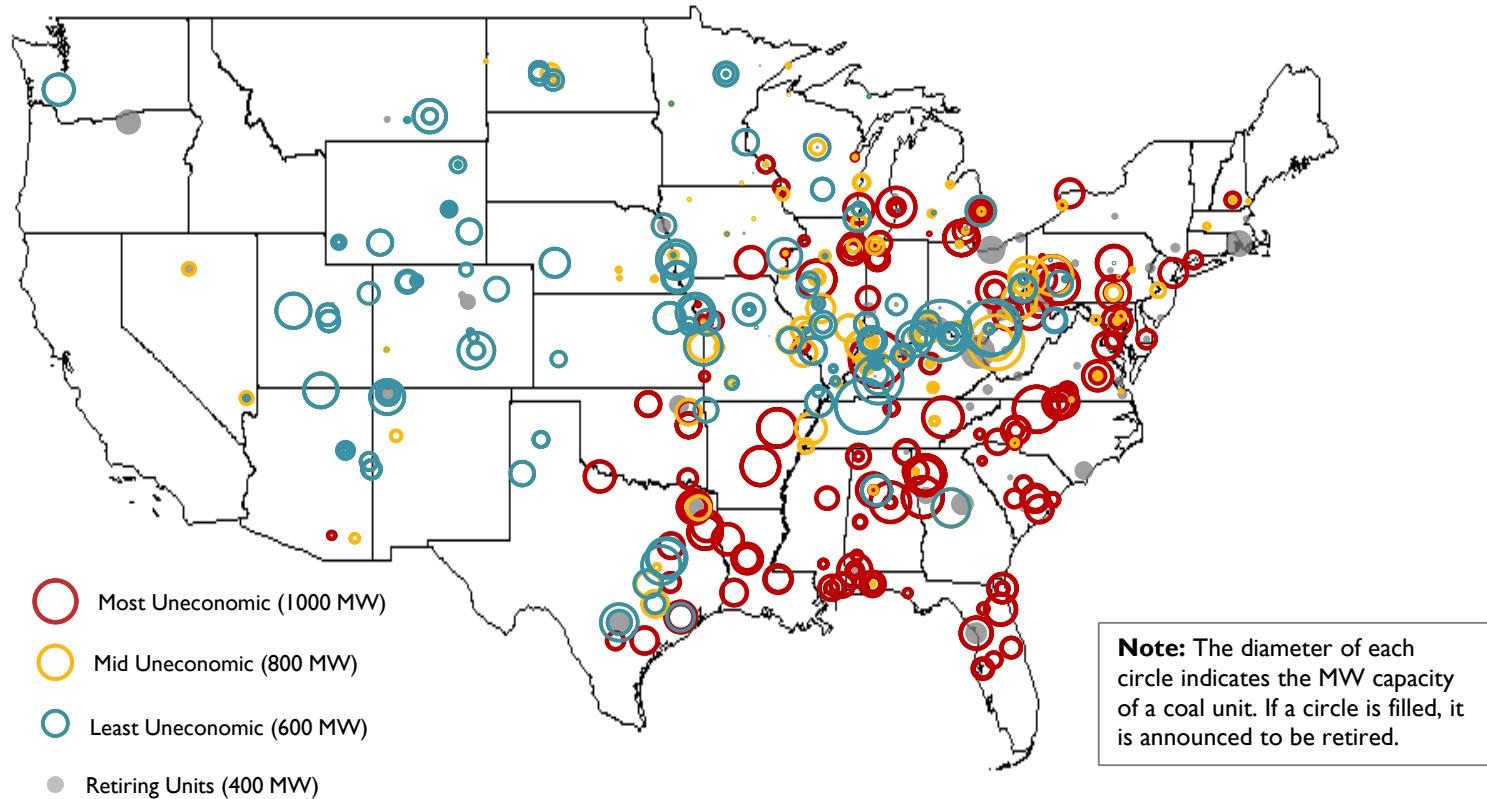 Most Uneconomic (1000 MW)
Mid Uneconomic (800 MW)
Least Uneconomic (600 MW)
Retiring Units (400 MW)
Note: The diameter of each
circle indicates the MW capacity
of a coal unit. If a circle is filled, it
is announced to be retired.